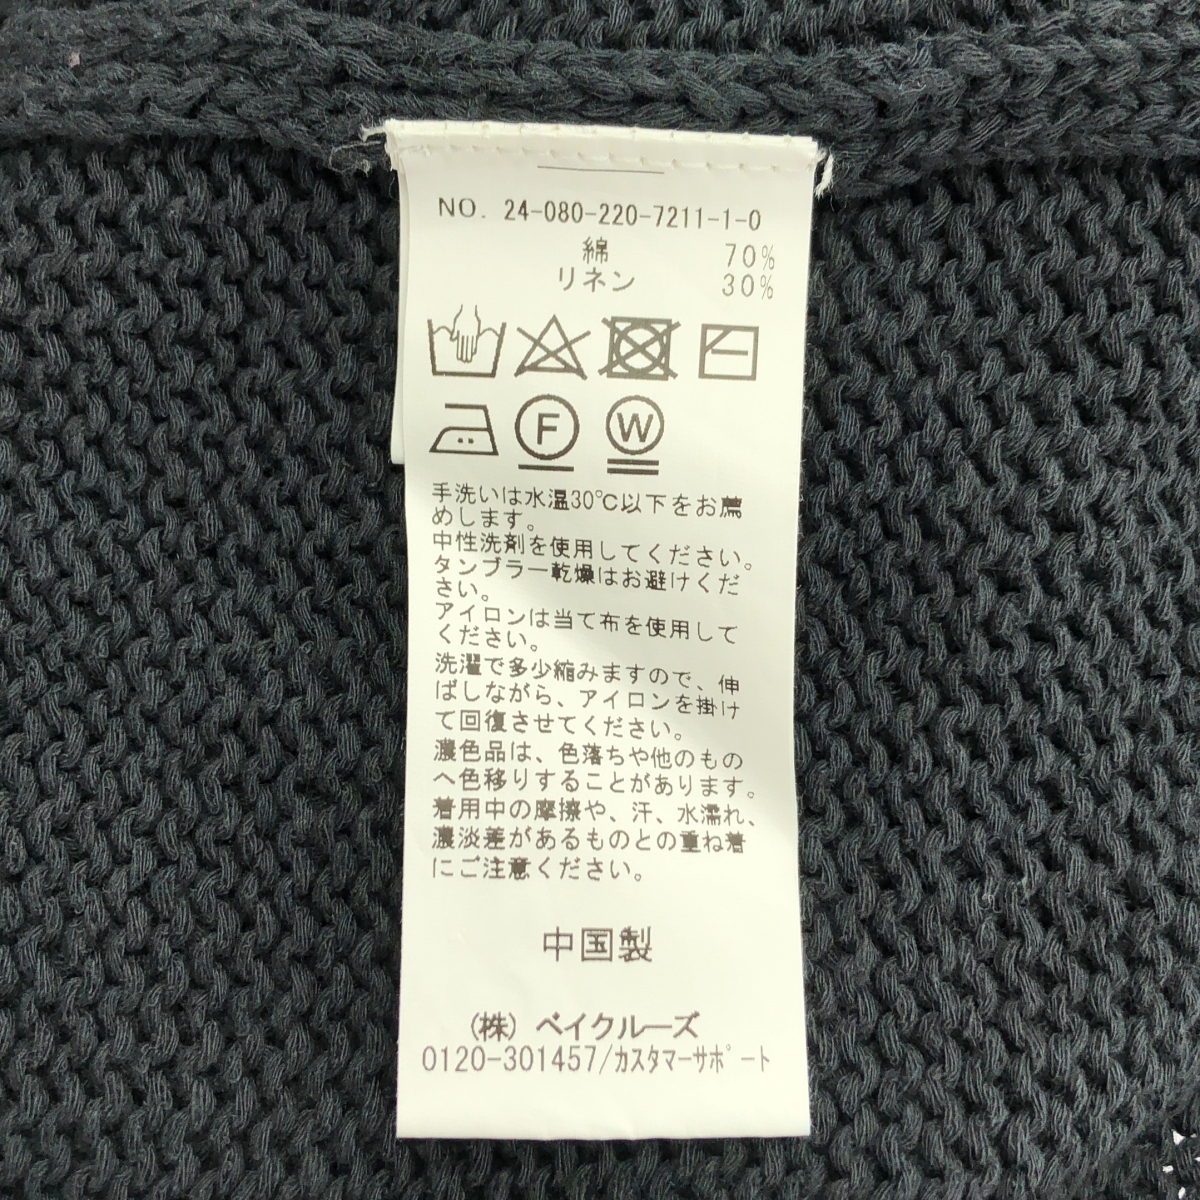 NO. 24-080-220-7211-1-0
綿 70%
リネン 30%
F W
手洗いは水温30℃以下をお薦
めします。
中性洗剤を使用してください。
タンブラー乾燥はお避けくだ
さい。
アイロンは当て布を使用して
ください。
洗濯で多少縮みますので、伸
ばしながら、アイロンを掛け
て回復させてください。
濃色品は、色落ちや他のもの
へ色移りすることがあります。
着用中の摩擦や、汗、水濡れ、
濃淡差があるものとの重ね着
にご注意ください。
中国製
(株) ベイクルーズ
0120-301457/カスタマーサポート